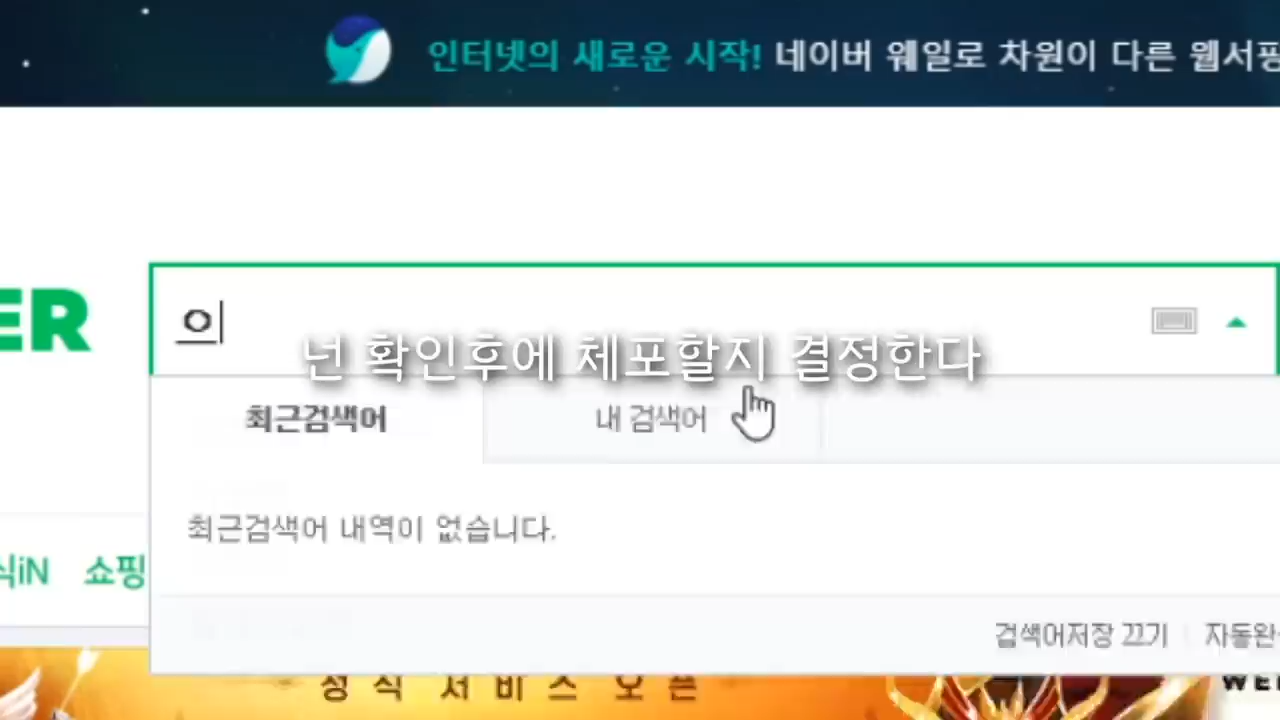 인터넷의 새로운 시작! 네이버 웨일로 차원이 다른 웹서핑
ER
으
넌 확인후에 체포할지 결정한다
최근검색어
내 검색어
최근검색어 내역이 없습니다.
식iN 쇼핑
검색어저장 끄기
자동완
정식 서비스 오픈